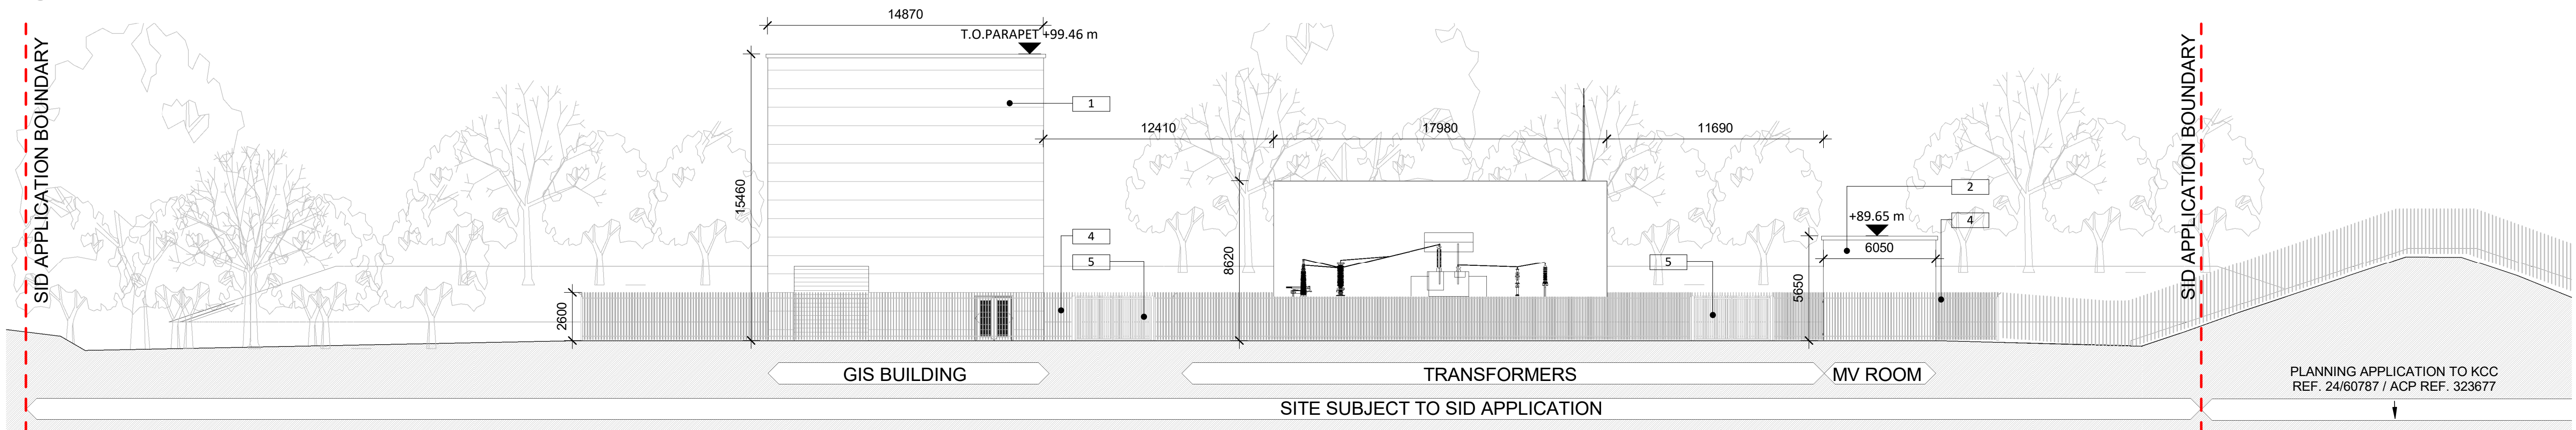 14870
T.O.PARAPET +99.46 m
SID APPLICATION BOUNDARY
SID APPLICATION BOUNDARY
1
12410
17980
11690
15460
2
+89.65 m
4
6050
4
5
8620
5
5650
2600
GIS BUILDING
TRANSFORMERS
MV ROOM
PLANNING APPLICATION TO KCC
REF. 24/60787 / ACP REF. 323677
SITE SUBJECT TO SID APPLICATION